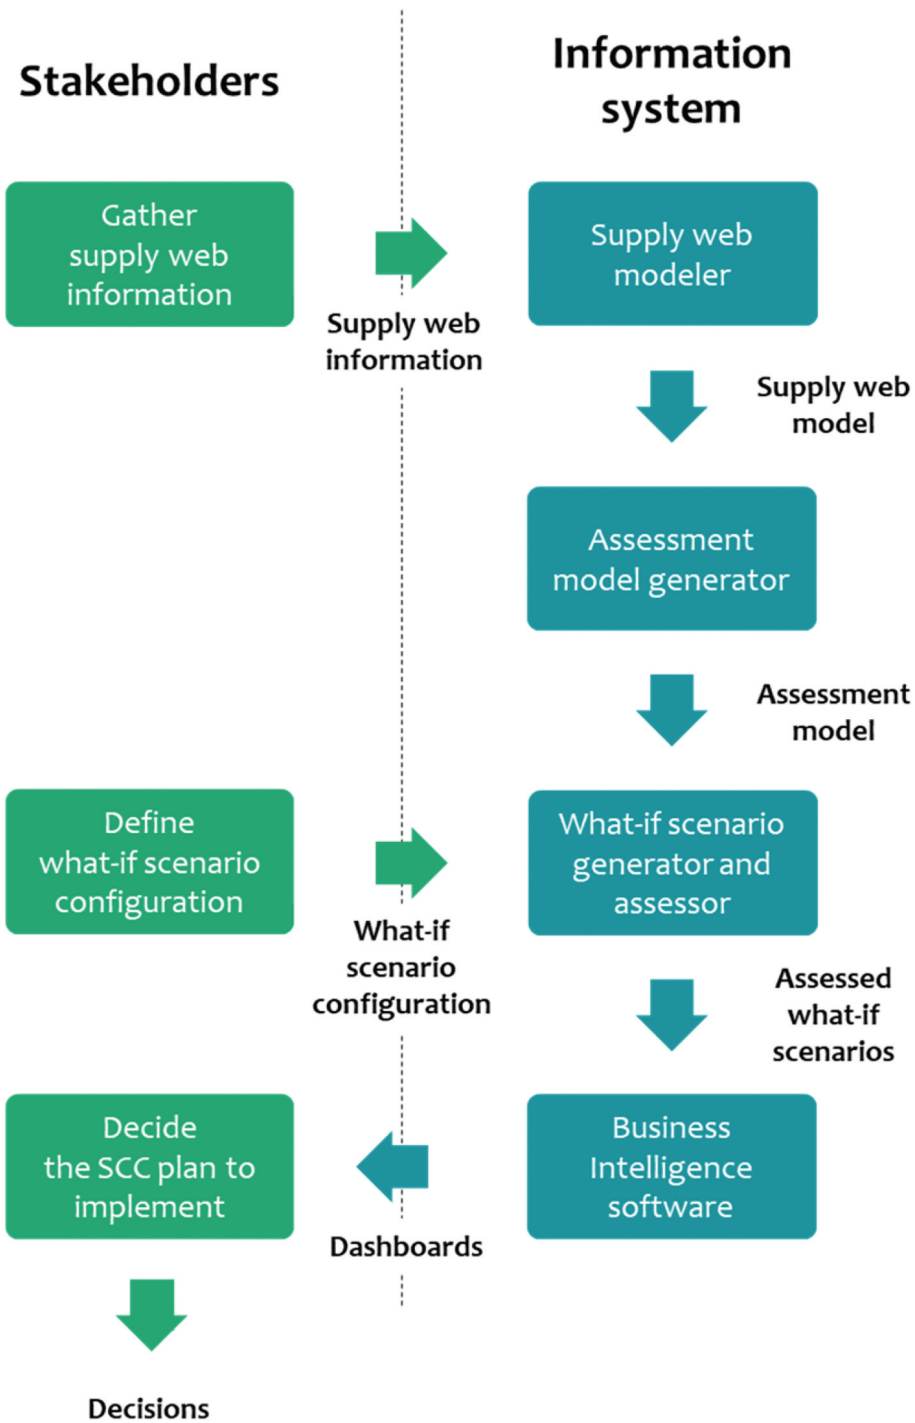 Stakeholders
Information
system
Gather
supply web
information
Supply web
information
Supply web
modeler
Supply web
model
Assessment
model generator
Assessment
model
Define
what-if scenario
configuration
What-if
scenario
configuration
What-if scenario
generator and
assessor
Assessed
what-if
scenarios
Business
Intelligence
software
Dashboards
Decide
the SCC plan to
implement
Decisions